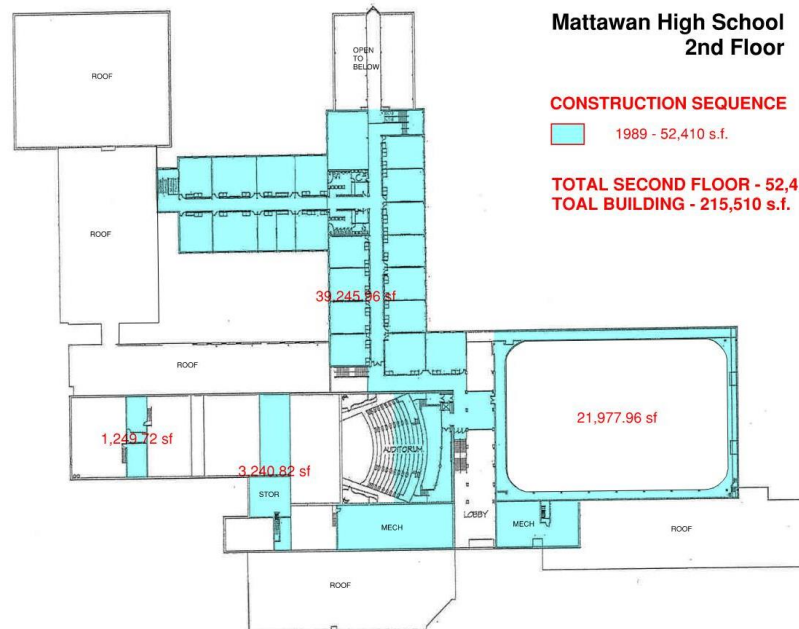 Mattawan High School
2nd Floor
CONSTRUCTION SEQUENCE
1989 - 52,410 s.f.
TOTAL SECOND FLOOR - 52,4
TOAL BUILDING - 215,510 s.f.
OPEN
TO
BELOW
ROOF
ROOF
39,245.96 sf
ROOF
21,977.96 sf
1,249.72 sf
AUDITORIUM
3,240.82 sf
STOR
LOBBY
MECH
MECH
ROOF
ROOF